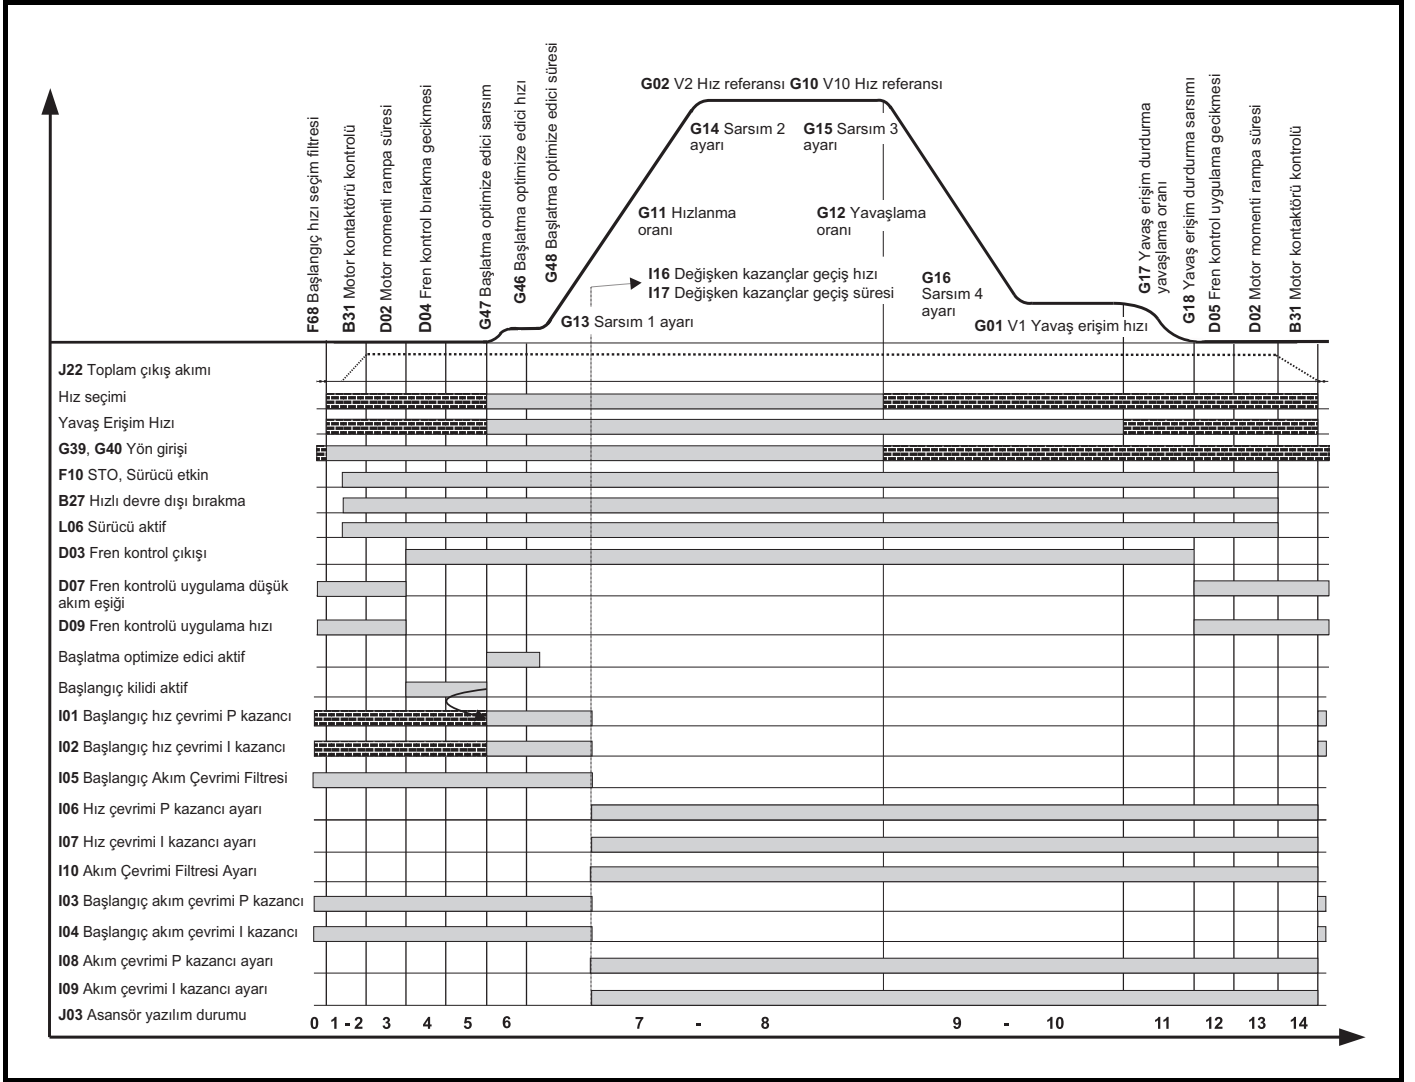 G02 V2 Hız referansı G10 V10 Hız referansı
F68 Başlangıç hızı seçim filtresi
B31 Motor kontaktörü kontrolü
D02 Motor momenti rampa süresi
D04 Fren kontrol bırakma gecikmesi
G47 Başlatma optimize edici sarsım
G46 Başlatma optimize edici hızı
G48 Başlatma optimize edici süresi
G14 Sarsım 2
ayarı
G15 Sarsım 3
ayarı
G11 Hızlanma
oranı
G12 Yavaşlama
oranı
I16 Değişken kazançlar geçiş hızı
I17 Değişken kazançlar geçiş süresi
G13 Sarsım 1 ayarı
G16
Sarsım 4
ayarı
G01 V1 Yavaş erişim hızı
G17 Yavaş erişim durdurma
yavaşlama oranı
G18 Yavaş erişim durdurma sarsımı
D05 Fren kontrol uygulama gecikmesi
D02 Motor momenti rampa süresi
B31 Motor kontaktörü kontrolü
J22 Toplam çıkış akımı
Hız seçimi
Yavaş Erişim Hızı
G39, G40 Yön girişi
F10 STO, Sürücü etkin
B27 Hızlı devre dışı bırakma
L06 Sürücü aktif
D03 Fren kontrol çıkışı
D07 Fren kontrolü uygulama düşük
akım eşiği
D09 Fren kontrolü uygulama hızı
Başlatma optimize edici aktif
Başlangıç kilidi aktif
I01 Başlangıç hız çevrimi P kazancı
I02 Başlangıç hız çevrimi I kazancı
I05 Başlangıç Akım Çevrimi Filtresi
I06 Hız çevrimi P kazancı ayarı
I07 Hız çevrimi I kazancı ayarı
I10 Akım Çevrimi Filtresi Ayarı
I03 Başlangıç akım çevrimi P kazancı
I04 Başlangıç akım çevrimi I kazancı
I08 Akım çevrimi P kazancı ayarı
I09 Akım çevrimi I kazancı ayarı
J03 Asansör yazılım durumu
0 1 - 2 3 4 5 6 7 - 8 9 - 10 11 12 13 14